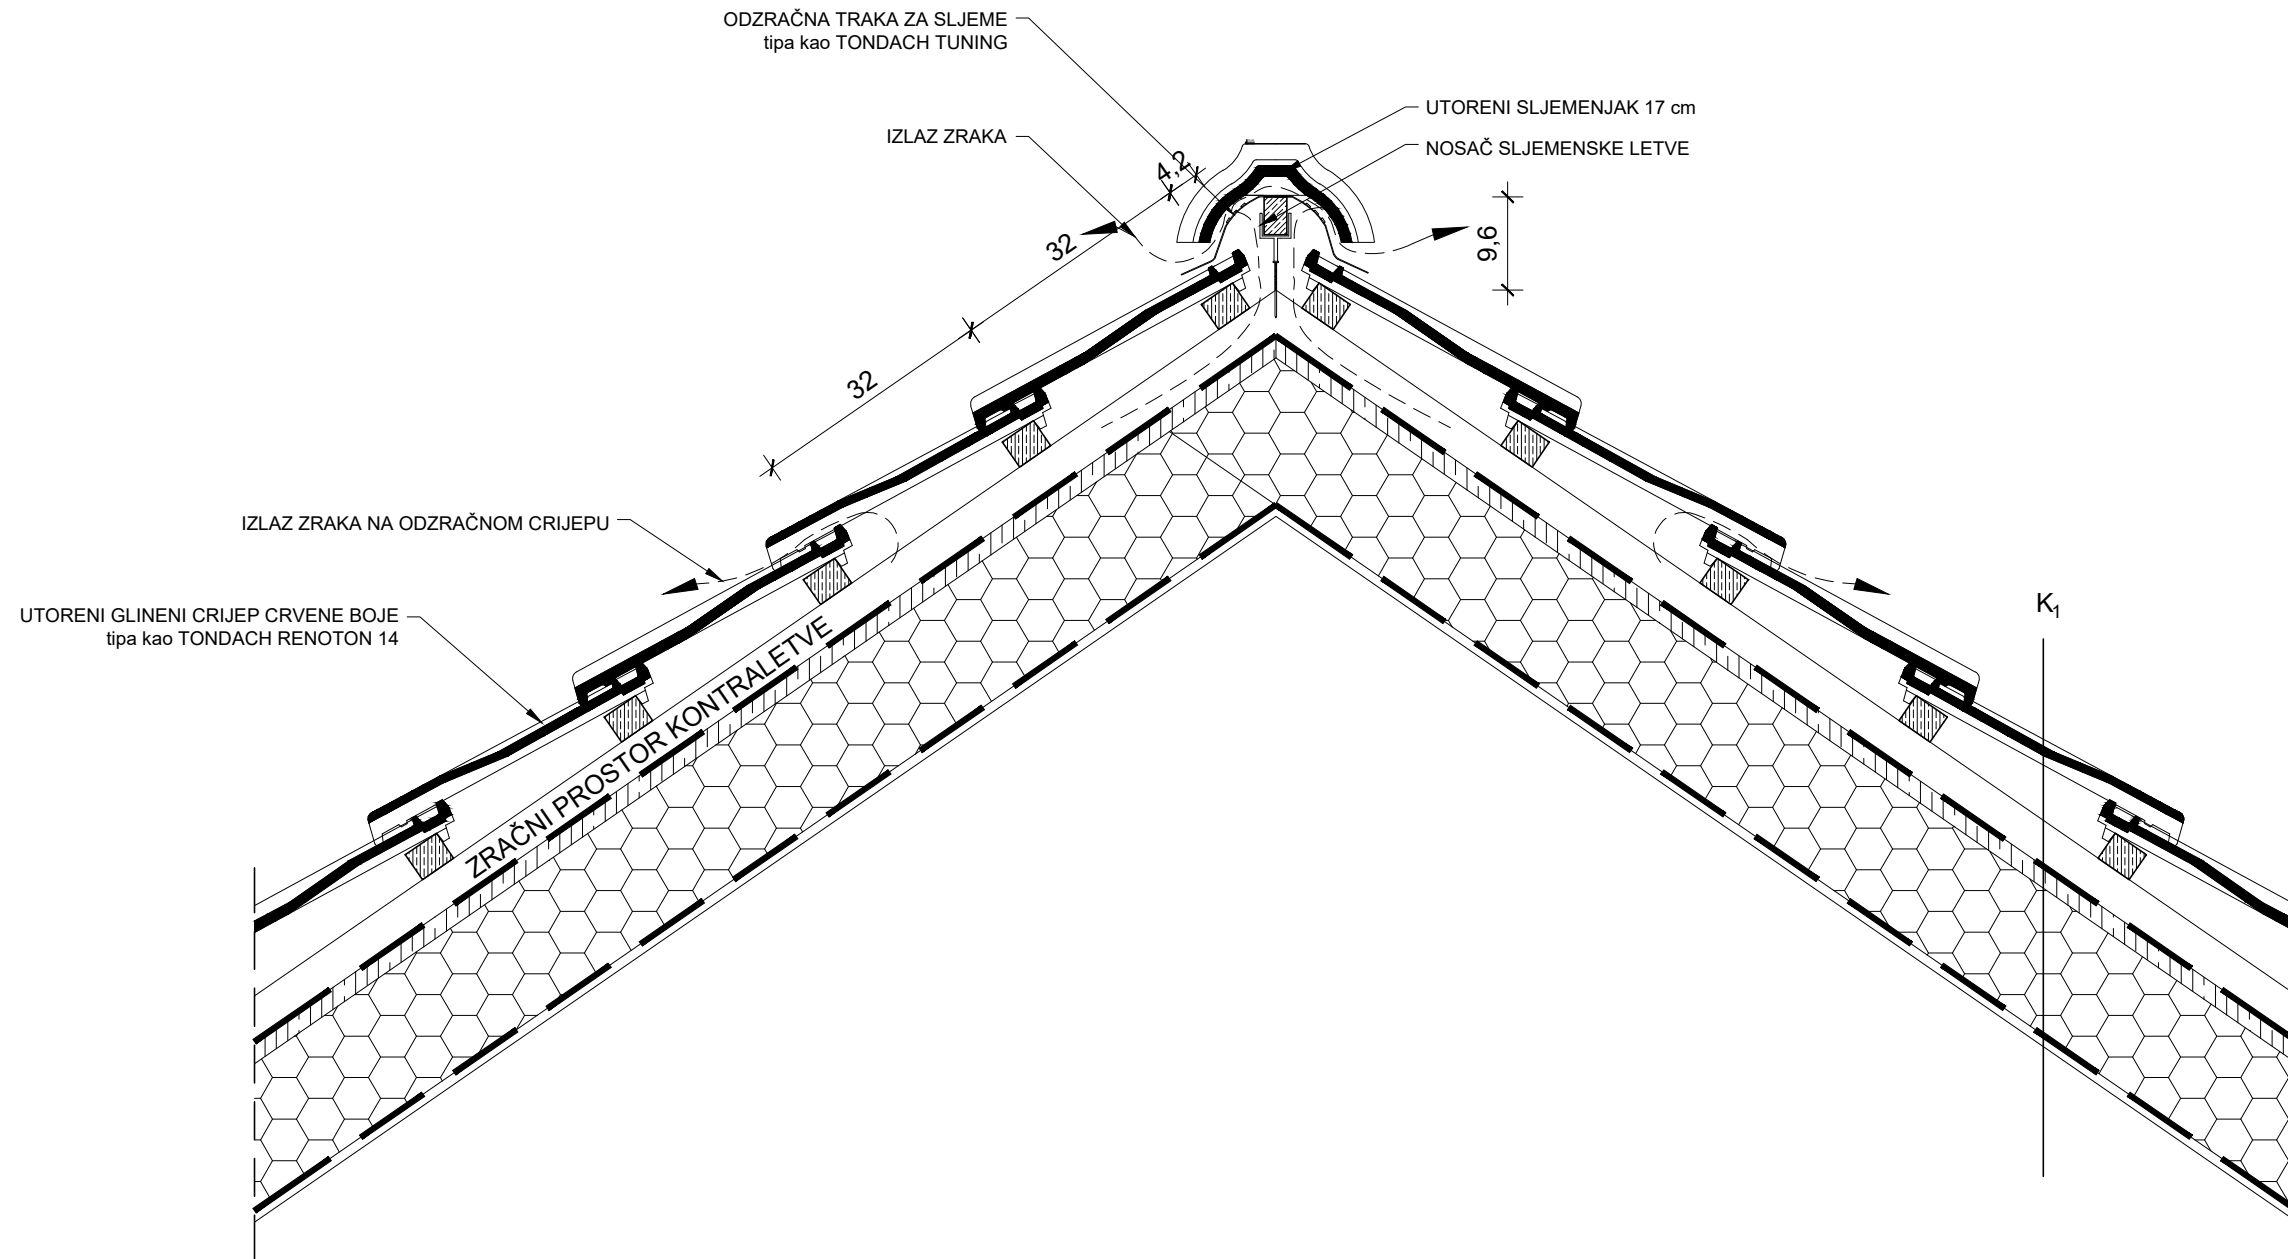 ODZRAČNA TRAKA ZA SLJEME
tipa kao TONDACH TUNING
UTORENI SLJEMENJAK 17 cm
IZLAZ ZRAKA
NOSAČ SLJEMENSKE LETVE
4,2
32
9,6
32
IZLAZ ZRAKA NA ODZRAČNOM CRIJEPU
K1
UTORENI GLINENI CRIJEP CRVENE BOJE
tipa kao TONDACH RENOTON 14
ZRAČNI PROSTOR KONTRALETVE